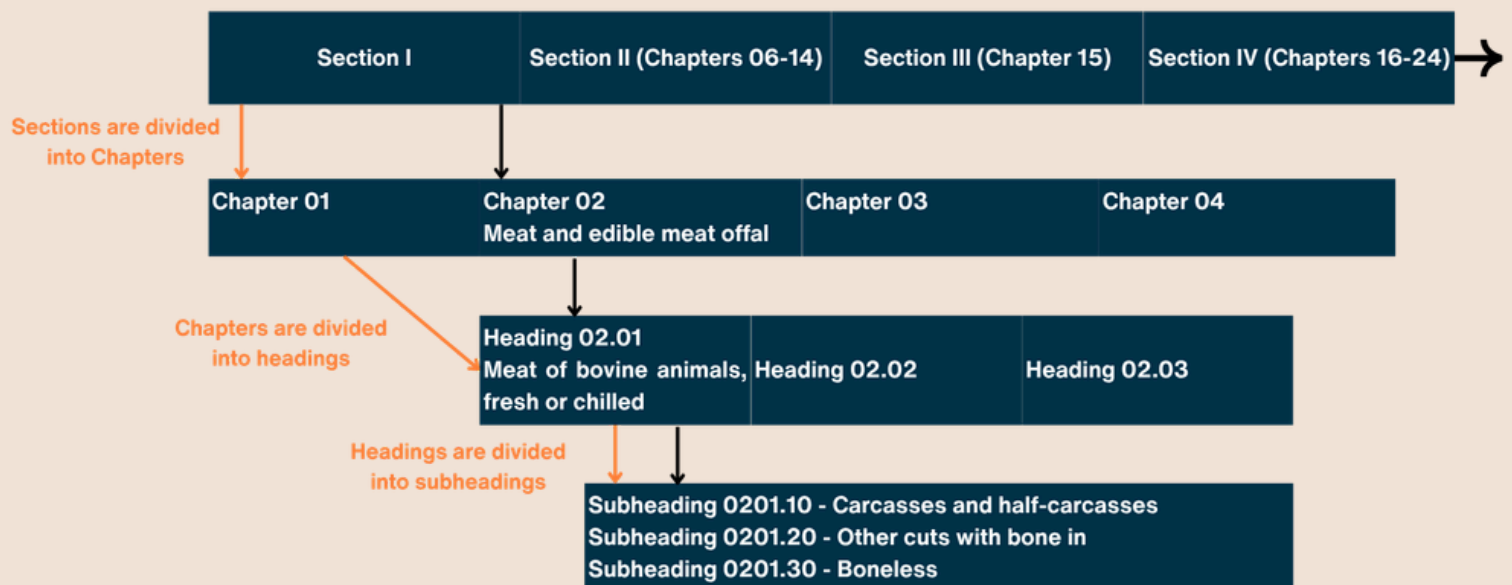 Section I
Section II (Chapters 06-14)
Section III (Chapter 15)
Section IV (Chapters 16-24)
Sections are divided
into Chapters
Chapter 01
Chapter 02
Meat and edible meat offal
Chapter 03
Chapter 04
Chapters are divided
into headings
Heading 02.01
Meat of bovine animals,
fresh or chilled
Heading 02.02
Heading 02.03
Headings are divided
into subheadings
Subheading 0201.10 - Carcasses and half-carcasses
Subheading 0201.20 - Other cuts with bone in
Subheading 0201.30 - Boneless